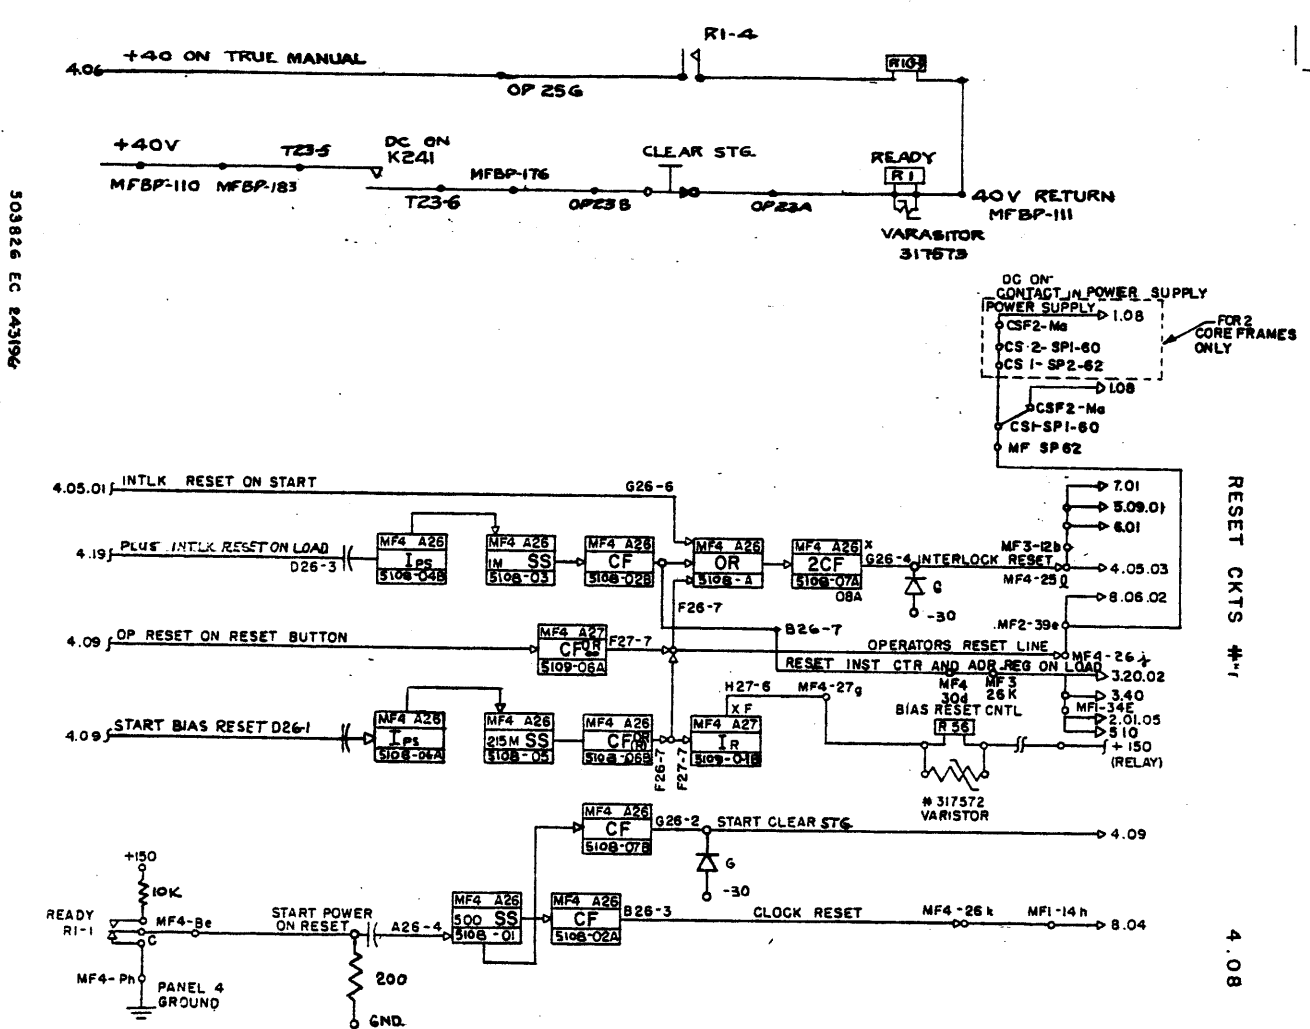 R1-4
4.06 +40 ON TRUE MANUAL
OP 25G
+40V
T23-5
DC ON
K241
MFBP-110 MFBP-183
T23-6
MFBP-176
OP23B
CLEAR STG.
OP23A
READY
R1
40V RETURN
MFBP-111
VARASITOR
317573
503826 EC 243196
DC ON
CONTACT IN POWER SUPPLY
POWER SUPPLY
1.08
CSF2-Ma
CS 2- SP1-60
CS 1- SP2-62
FOR 2
CORE FRAMES
ONLY
1.08
CSF2-Ma
CS1-SP1-60
MF SP62
RESET CKTS #1
4.05.01 INTLK RESET ON START
G26-6
4.19 PLUS INTLK RESET ON LOAD
D26-3
MF4 A26
IPS
5108-04B
MF4 A26
1M SS
5108-03
MF4 A26
CF
5108-02B
MF4 A26
OR
5108-A
MF4 A26 X
2CF
5108-07A
08A
G26-4 INTERLOCK RESET
G
-30
7.01
5.09.01
6.01
MF3-12b
4.05.03
MF4-25l
8.06.02
MF2-39e
F26-7
B26-7
4.09 OP RESET ON RESET BUTTON
MF4 A27
CF OR
5109-06A
F27-7
OPERATORS RESET LINE
MF4-26j
RESET INST CTR AND ADR REG ON LOAD
3.20.02
MF4
30d
MF3
26K
3.40
MF1-34E
2.01.05
5.10
4.09 START BIAS RESET D26-1
MF4 A26
IPS
5108-06A
MF4 A26
215M SS
5108-05
MF4 A26
CF OR
(R)
5108-06B
F26-7
F27-7
H27-6
X F
MF4 A27
IR
5109-04B
MF4-27g
BIAS RESET CNTL
R 56
+150
(RELAY)
#317572
VARISTOR
MF4 A26
CF
5108-07B
G26-2 START CLEAR STG
4.09
G
-30
+150
10K
READY
R1-1
MF4-Be
C
MF4-Ph
PANEL 4
GROUND
START POWER
ON RESET
A26-4
200
GND.
MF4 A26
500 SS
5108-01
MF4 A26
CF
5108-02A
B26-3 CLOCK RESET MF4-26k MF1-14h 8.04
4.08